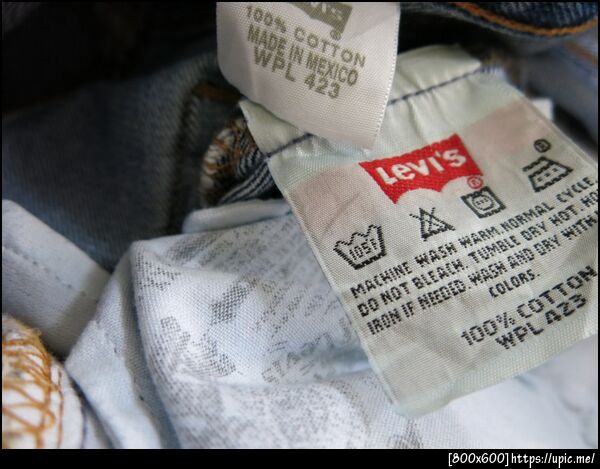 100% COTTON
MADE IN MEXICO
WPL 423
LEVI'S
®
105F
MACHINE WASH WARM.NORMAL CYCLE.
DO NOT BLEACH. TUMBLE DRY HOT. HOT
IRON IF NEEDED. WASH AND DRY WITH
COLORS.
100% COTTON
WPL 423
[800x600]https://upic.me/